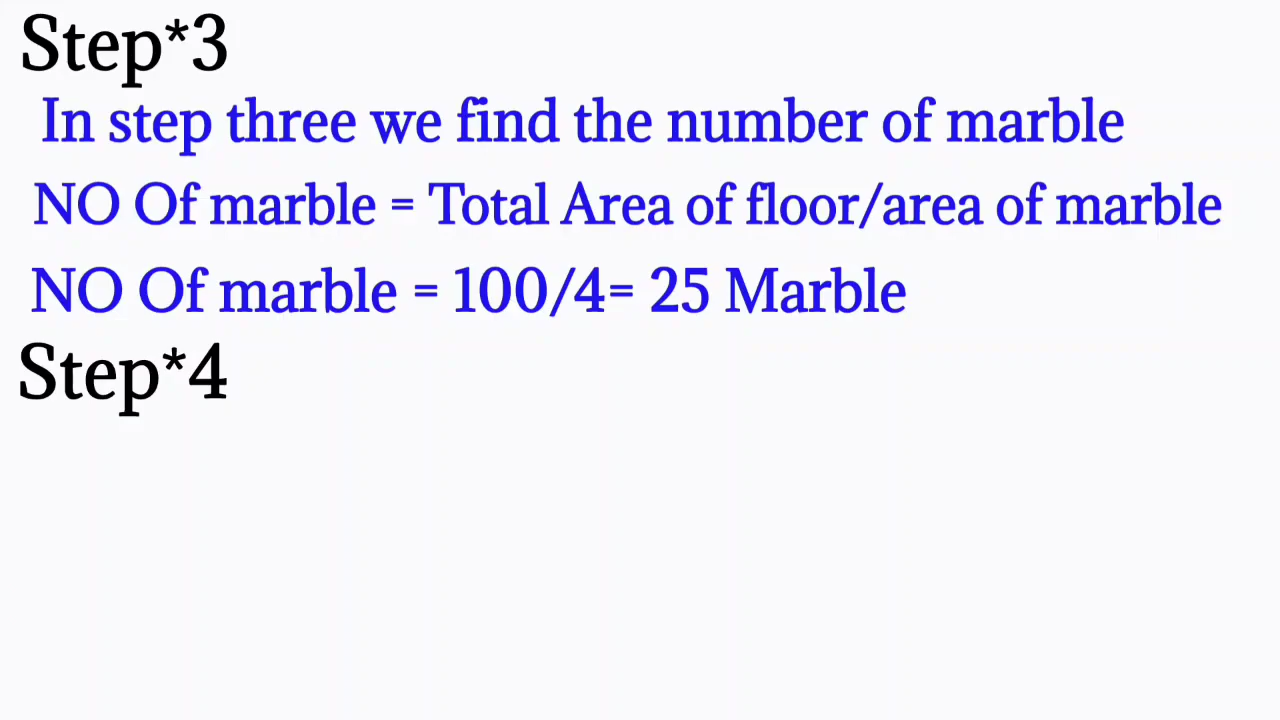 Step*3
In step three we find the number of marble
NO Of marble = Total Area of floor/area of marble
NO Of marble = 100/4= 25 Marble
Step*4